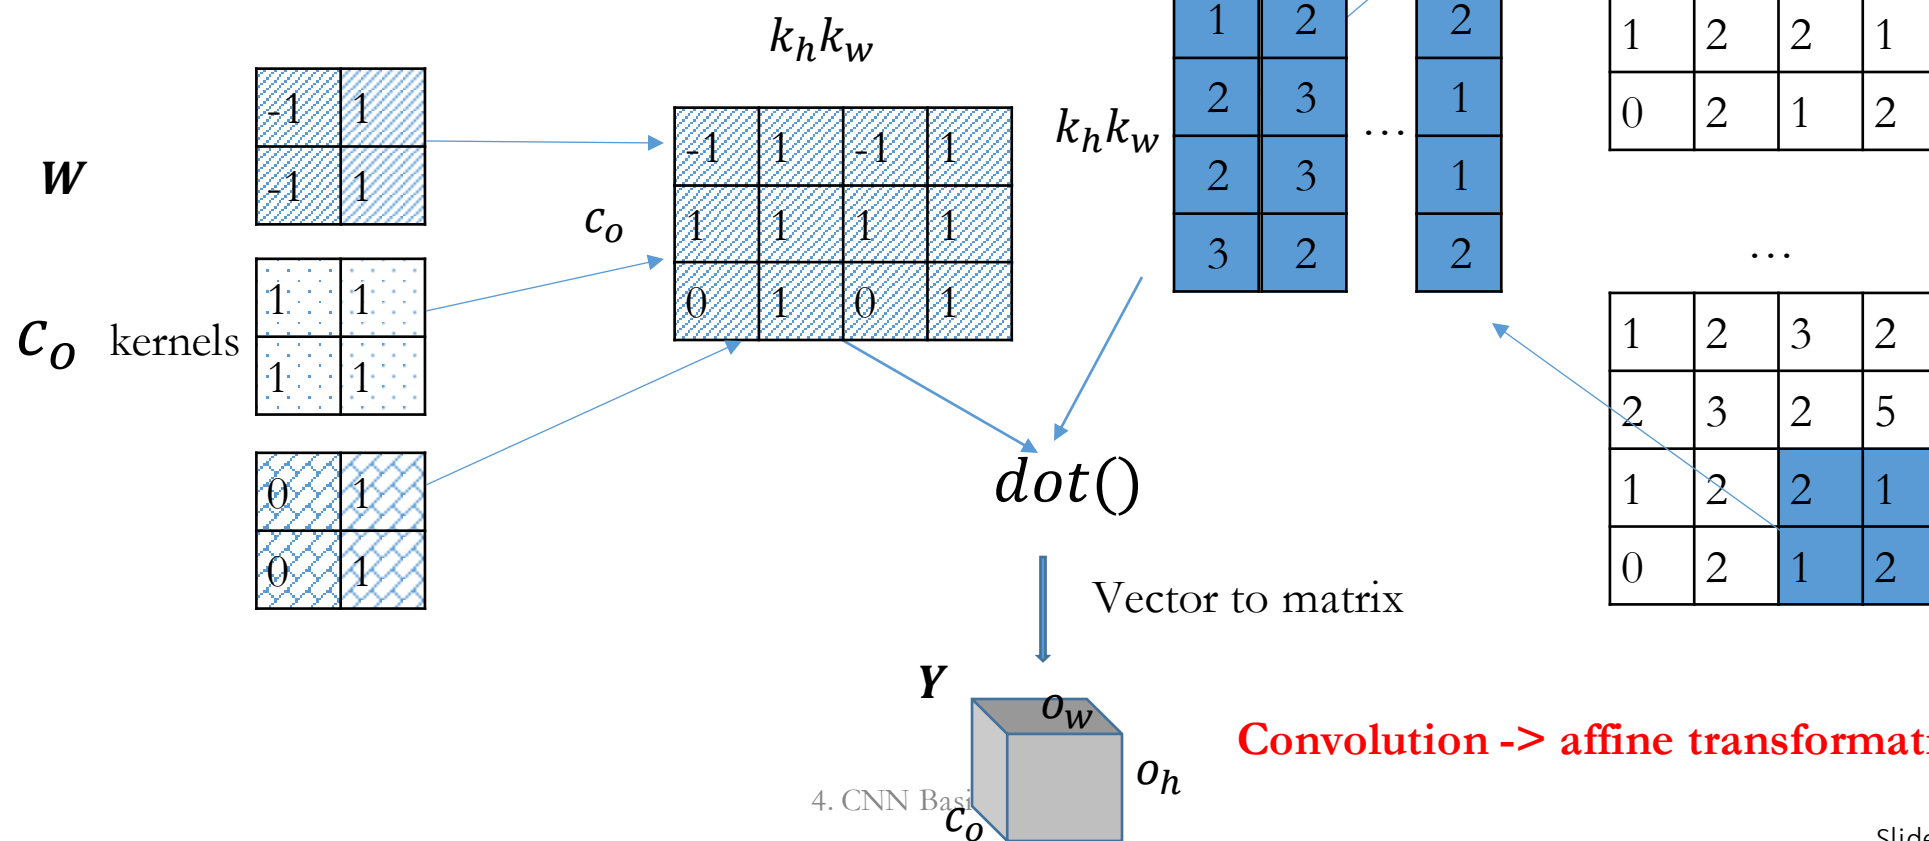 k_h k_w
W
-1 1
-1 1
c_o kernels
1 1
1 1
0 1
0 1
c_o
-1 1 -1 1
1 1 1 1
0 1 0 1
k_h k_w
1 2 2
2 3 1
...
2 3 1
3 2 2
1 2 2 1
0 2 1 2
...
1 2 3 2
2 3 2 5
1 2 2 1
0 2 1 2
dot()
Vector to matrix
Y
o_w
o_h
c_o
Convolution -> affine transformati
4. CNN Basi
Slide